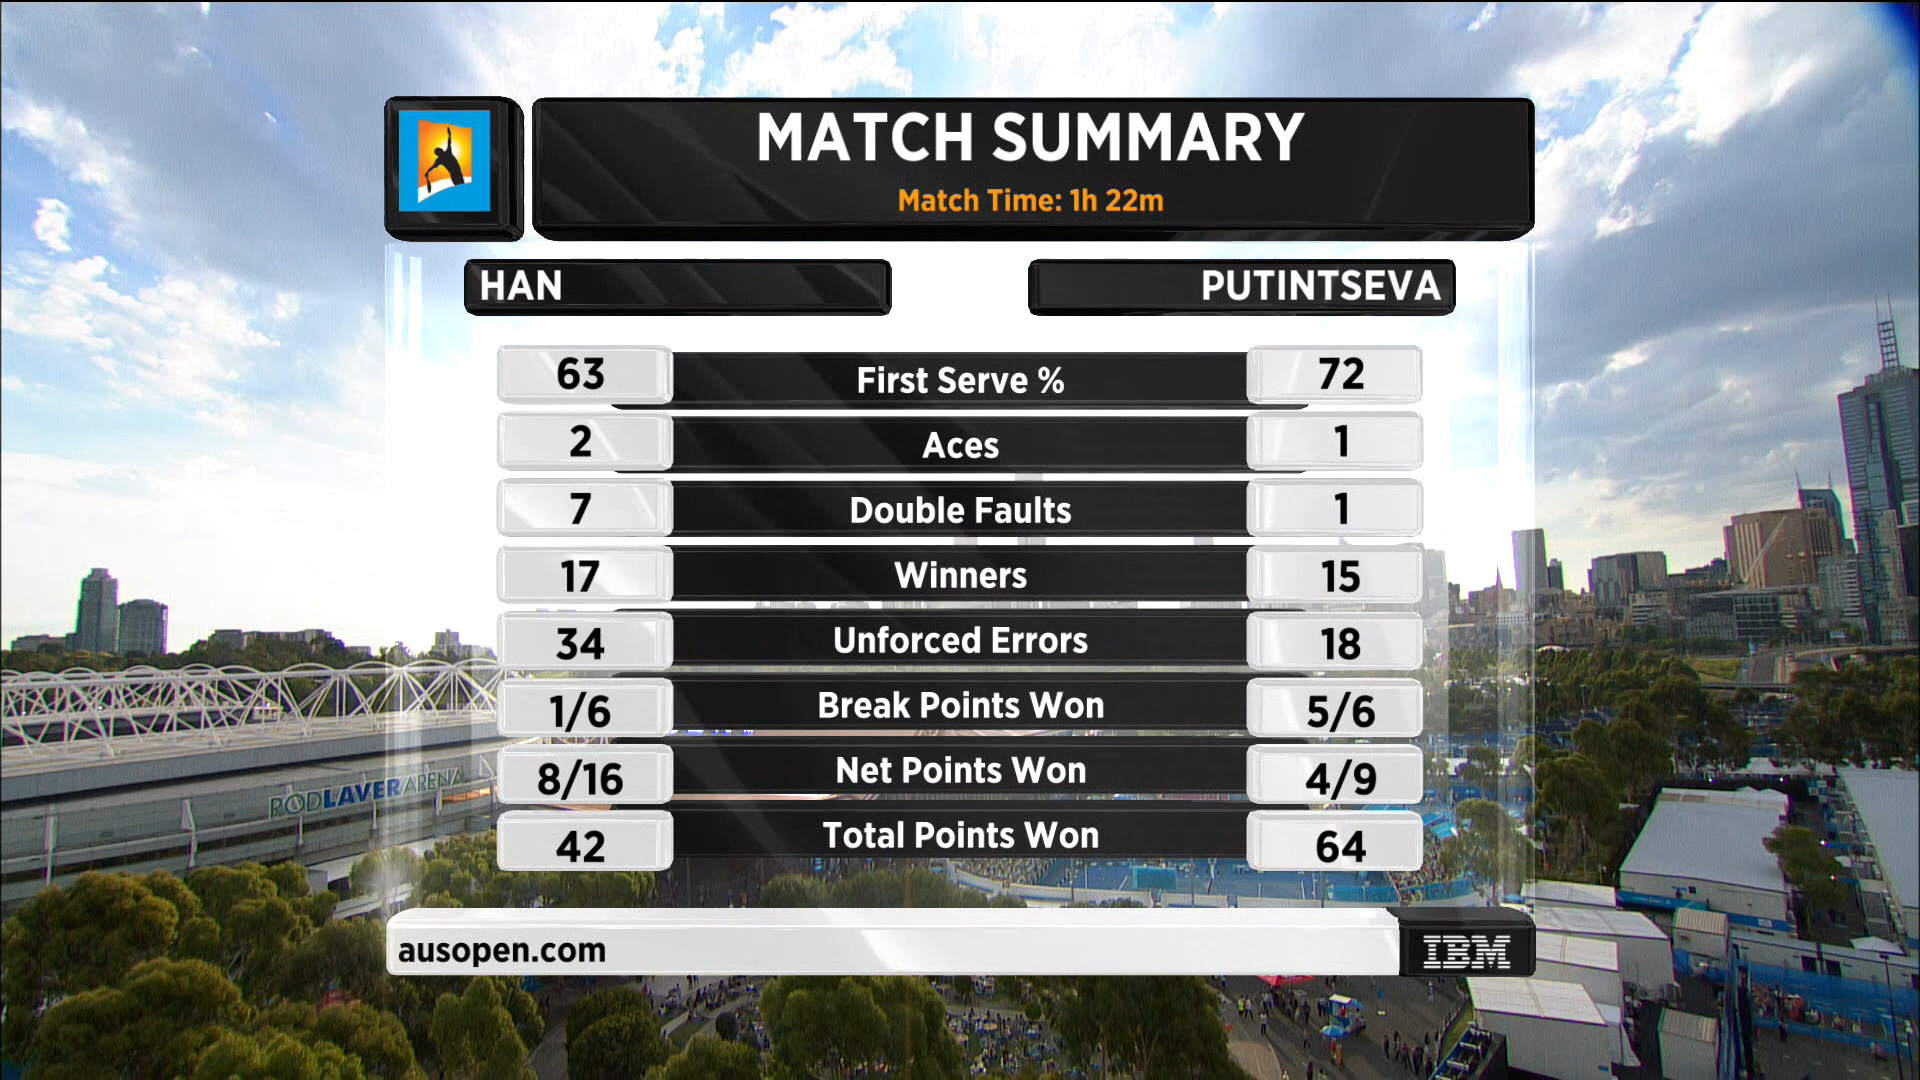 MATCH SUMMARY
Match Time: 1h 22m
HAN PUTINTSEVA
63 First Serve % 72
2 Aces 1
7 Double Faults 1
17 Winners 15
34 Unforced Errors 18
1/6 Break Points Won 5/6
8/16 Net Points Won 4/9
42 Total Points Won 64
RODLAVERARENA
ausopen.com IBM